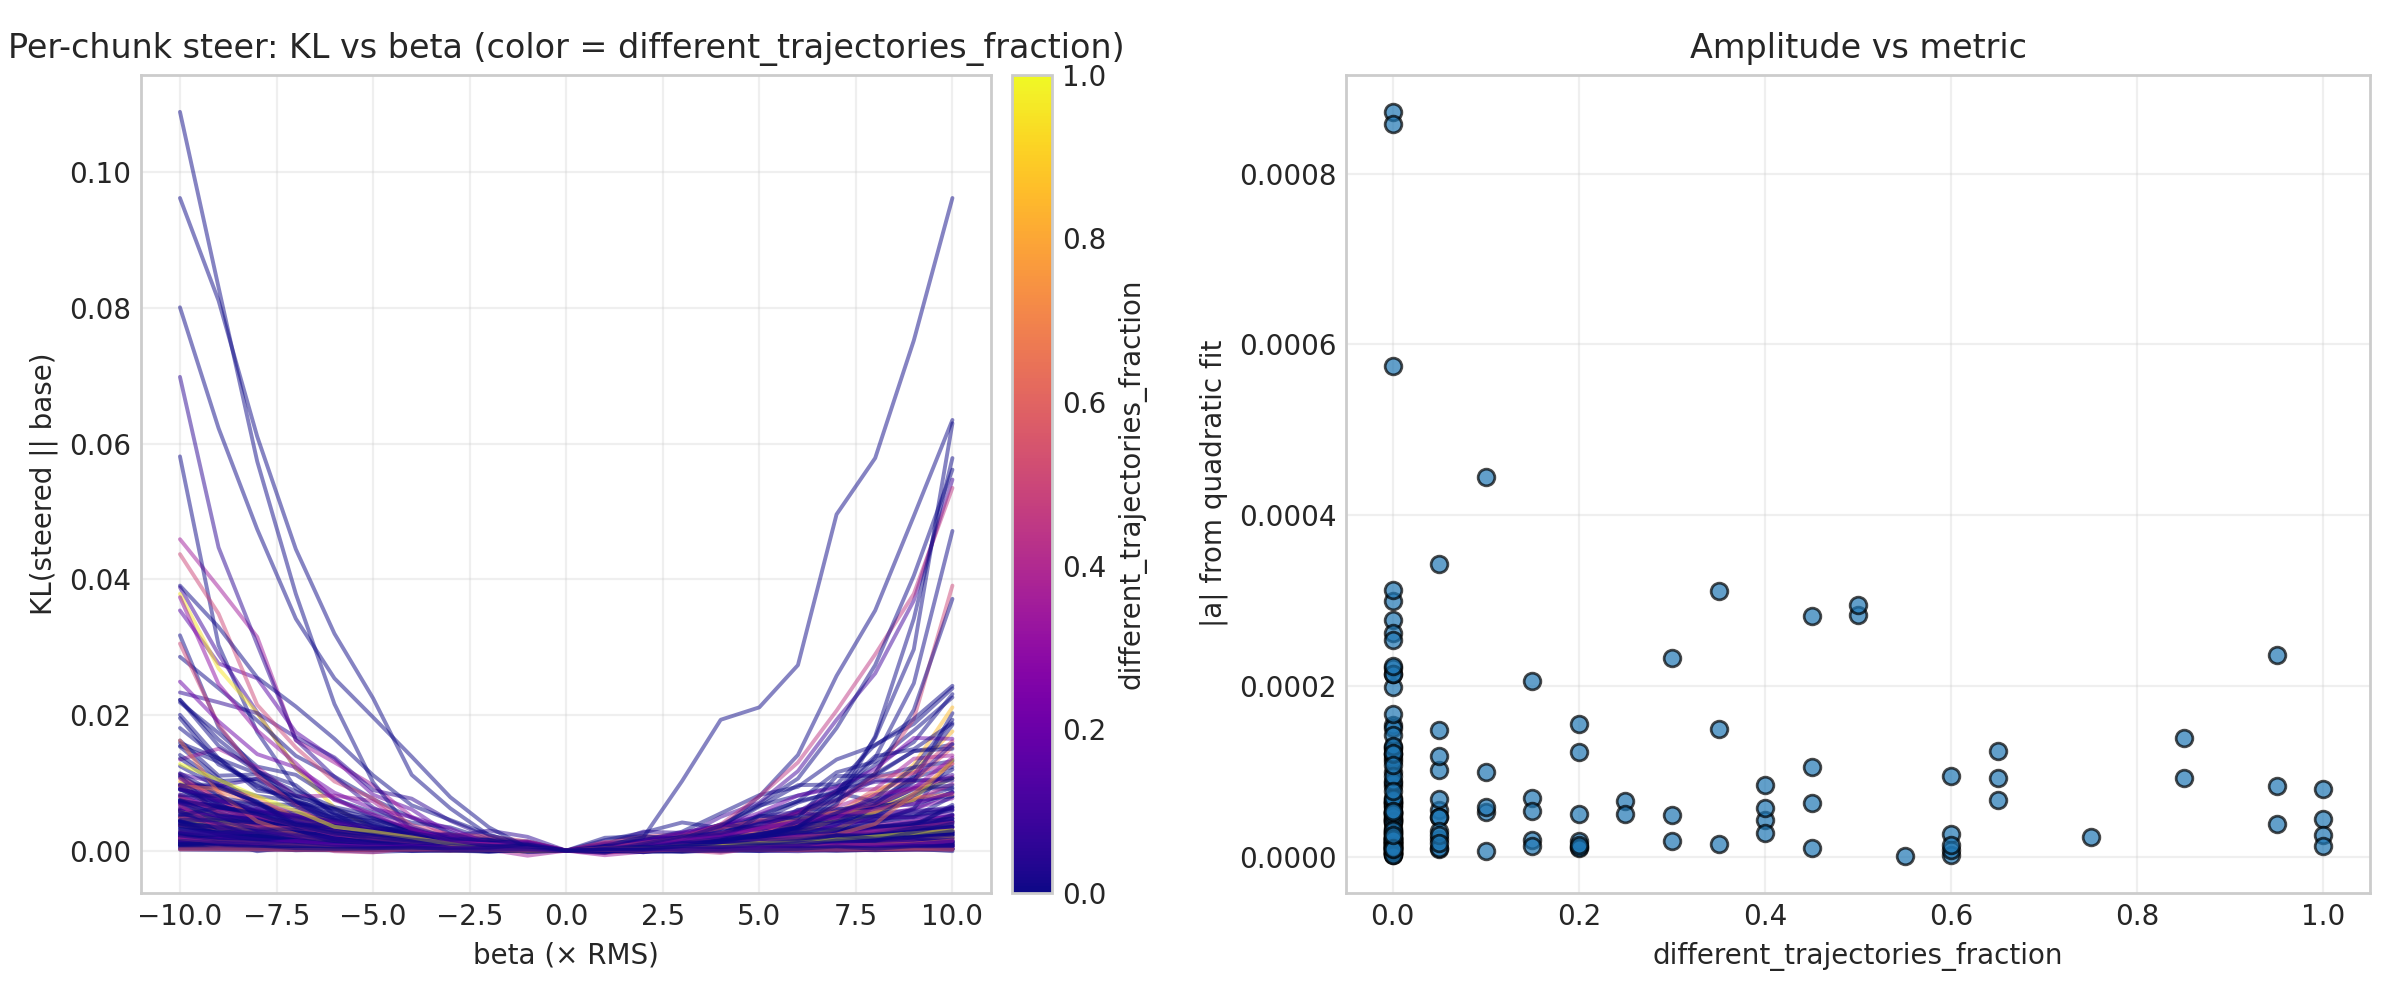 Per-chunk steer: KL vs beta (color = different_trajectories_fraction)
KL(steered || base)
0.10
0.08
0.06
0.04
0.02
0.00
−10.0 −7.5 −5.0 −2.5 0.0 2.5 5.0 7.5 10.0
beta (× RMS)
1.0
0.8
0.6
0.4
0.2
0.0
different_trajectories_fraction
Amplitude vs metric
|a| from quadratic fit
0.0008
0.0006
0.0004
0.0002
0.0000
0.0 0.2 0.4 0.6 0.8 1.0
different_trajectories_fraction